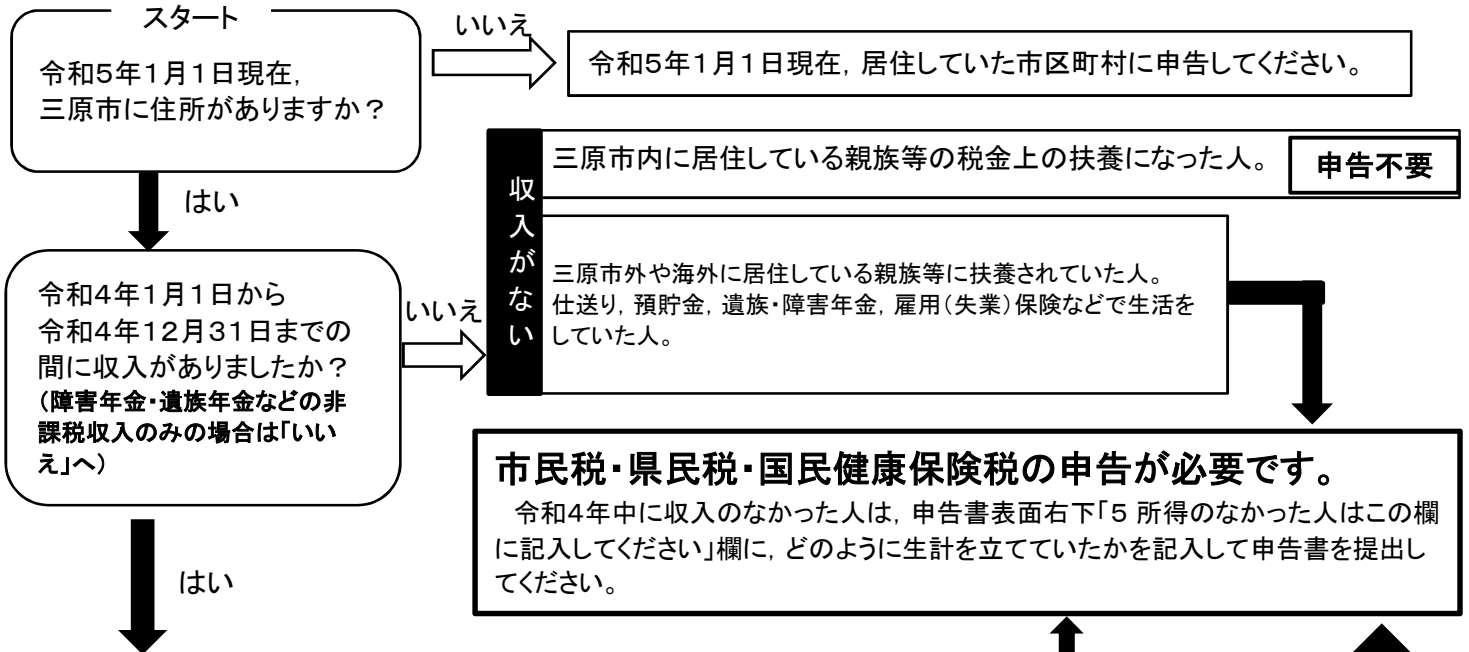 スタート
令和5年1月1日現在,
三原市に住所がありますか?
いいえ
令和5年1月1日現在, 居住していた市区町村に申告してください。
はい
収入がない
三原市内に居住している親族等の税金上の扶養になった人。
申告不要
三原市外や海外に居住している親族等に扶養されていた人。
仕送り, 預貯金, 遺族・障害年金, 雇用(失業)保険などで生活を
していた人。
令和4年1月1日から
令和4年12月31日までの
間に収入がありましたか?
(障害年金・遺族年金などの非
課税収入のみの場合は「いい
え」へ)
いいえ
市民税・県民税・国民健康保険税の申告が必要です。
令和4年中に収入のなかった人は, 申告書表面右下「5 所得のなかった人はこの欄
に記入してください」欄に, どのように生計を立てていたかを記入して申告書を提出し
てください。
はい